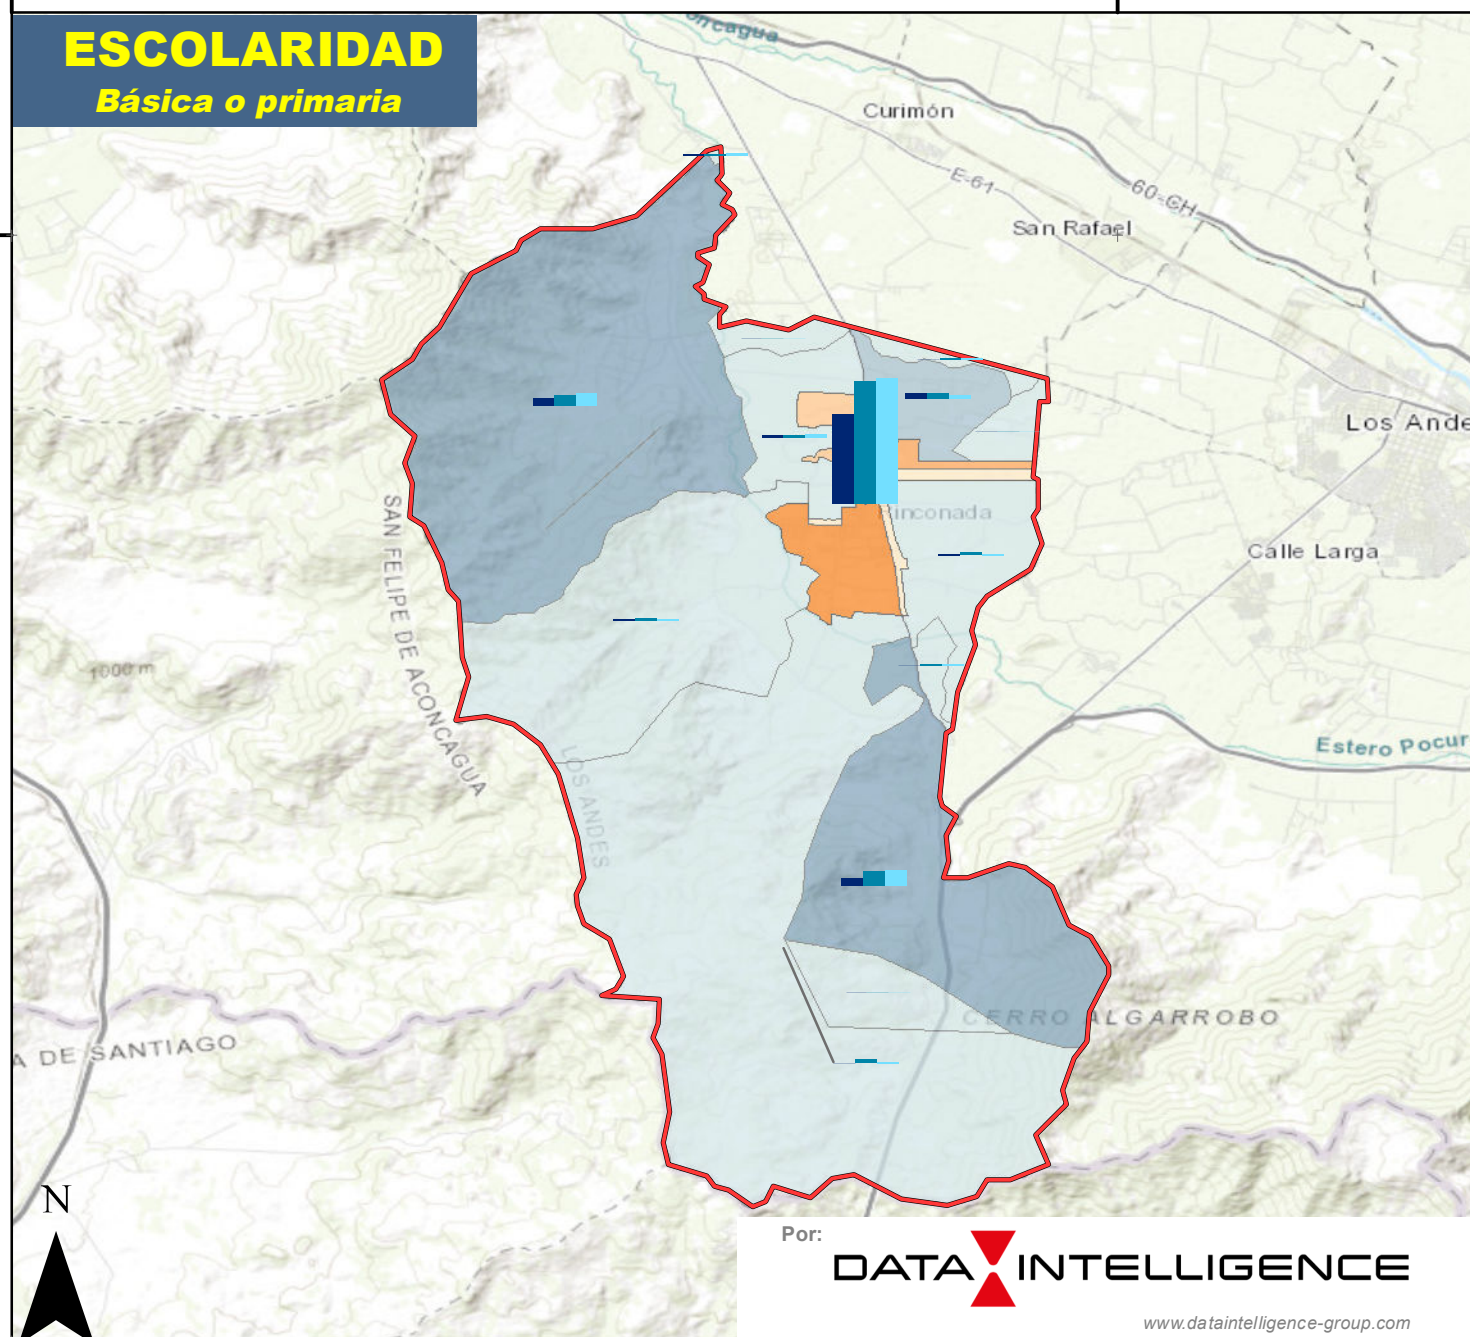 ESCOLARIDAD
Básica o primaria
Curimón
E-61
60-CH
San Rafael
Los Ande
Rinconada
Calle Larga
SAN FELIPE DE ACONCAGUA
1000 m
LOS ANDES
Estero Pocur
CERRO ALGARROBO
A DE SANTIAGO
N
Por:
DATA INTELLIGENCE
www.dataintelligence-group.com